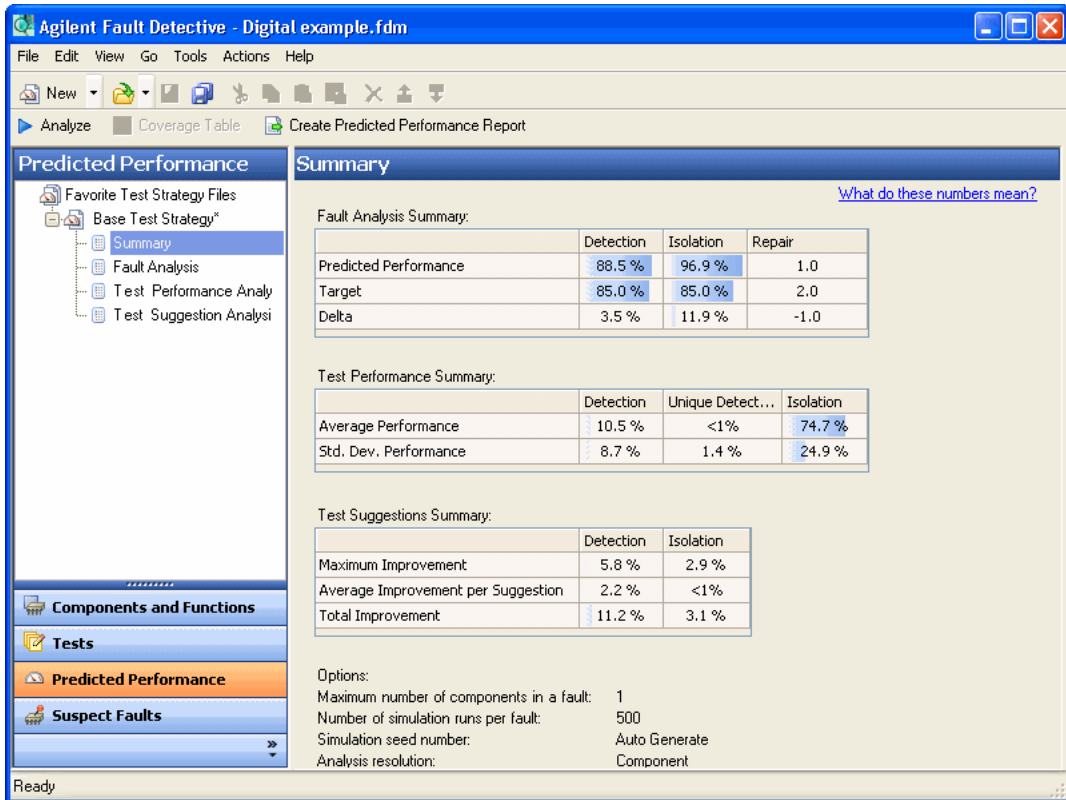 Agilent Fault Detective - Digital example.fdm
File Edit View Go Tools Actions Help
New
Analyze Coverage Table Create Predicted Performance Report
Predicted Performance
Favorite Test Strategy Files
Base Test Strategy*
Summary
Fault Analysis
Test Performance Analy
Test Suggestion Analysi
Components and Functions
Tests
Predicted Performance
Suspect Faults
Summary
What do these numbers mean?
Fault Analysis Summary:
Detection Isolation Repair
Predicted Performance 88.5 % 96.9 % 1.0
Target 85.0 % 85.0 % 2.0
Delta 3.5 % 11.9 % -1.0
Test Performance Summary:
Detection Unique Detect... Isolation
Average Performance 10.5 % <1% 74.7 %
Std. Dev. Performance 8.7 % 1.4 % 24.9 %
Test Suggestions Summary:
Detection Isolation
Maximum Improvement 5.8 % 2.9 %
Average Improvement per Suggestion 2.2 % <1%
Total Improvement 11.2 % 3.1 %
Options:
Maximum number of components in a fault: 1
Number of simulation runs per fault: 500
Simulation seed number: Auto Generate
Analysis resolution: Component
Ready